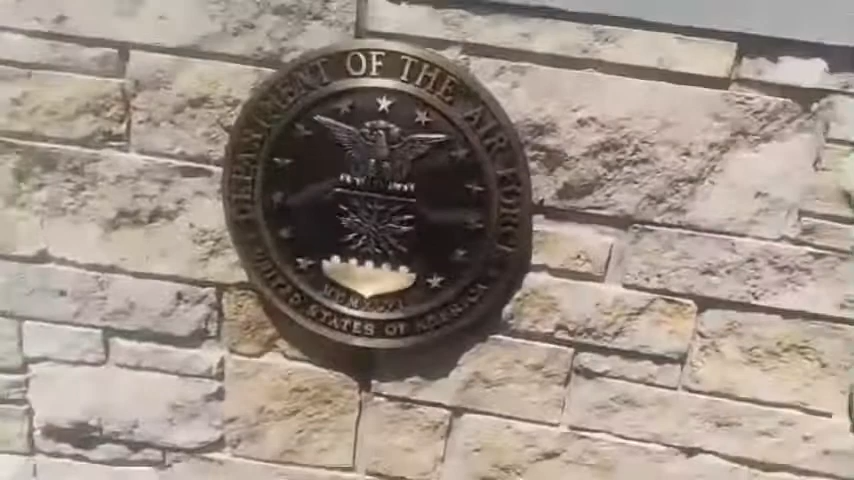 DEPARTMENT OF THE AIR FORCE
UNITED STATES OF AMERICA